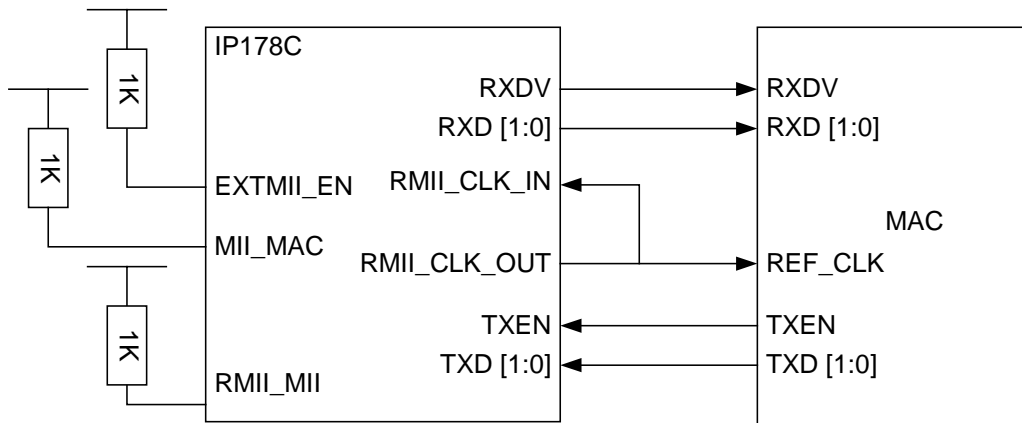 IP178C
1K
1K
1K
EXTMII_EN
MII_MAC
RMII_MII
RXDV
RXD [1:0]
RMII_CLK_IN
RMII_CLK_OUT
TXEN
TXD [1:0]
RXDV
RXD [1:0]
MAC
REF_CLK
TXEN
TXD [1:0]